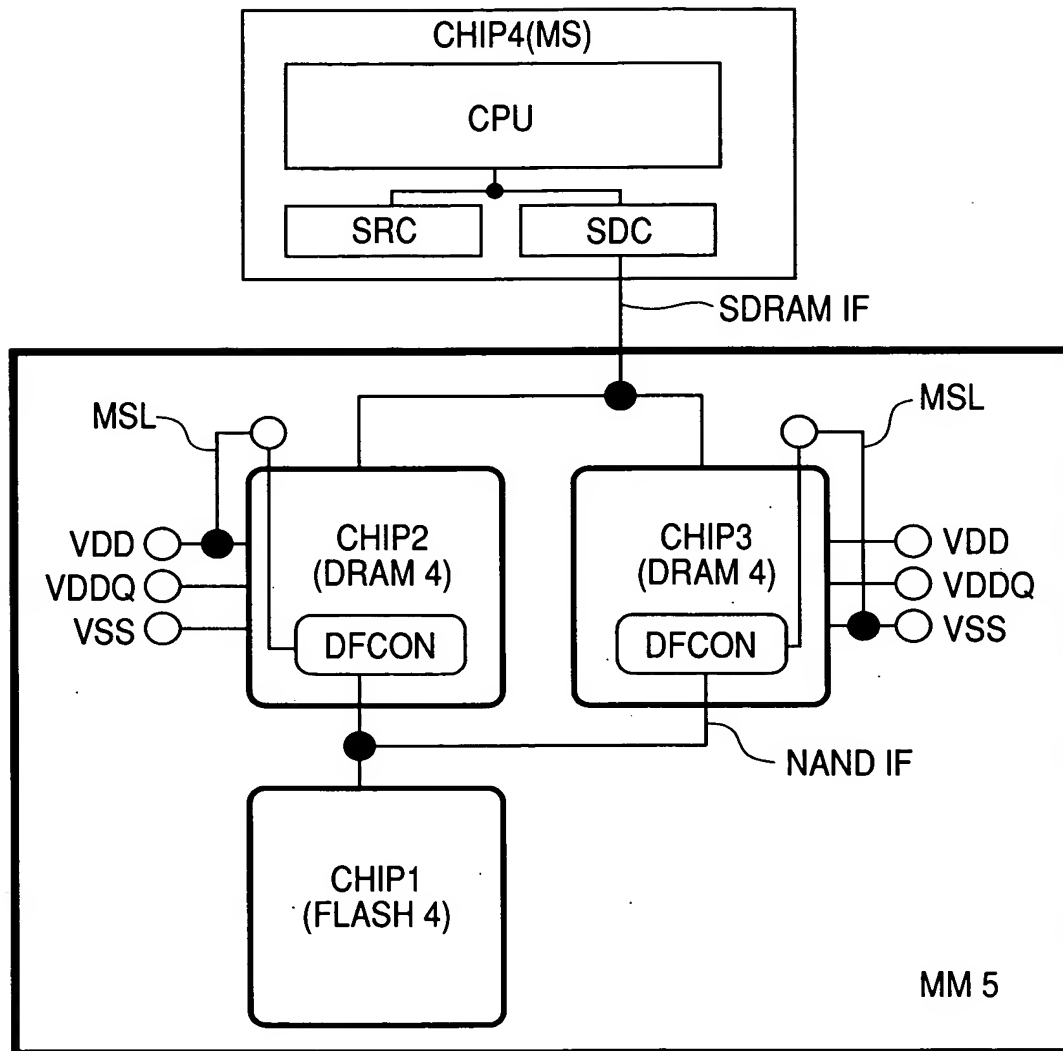 CHIP4(MS)
CPU
SRC
SDC
SDRAM IF
MSL
MSL
VDD
VDDQ
VSS
CHIP2
(DRAM 4)
DFCON
CHIP3
(DRAM 4)
DFCON
VDD
VDDQ
VSS
NAND IF
CHIP1
(FLASH 4)
MM 5